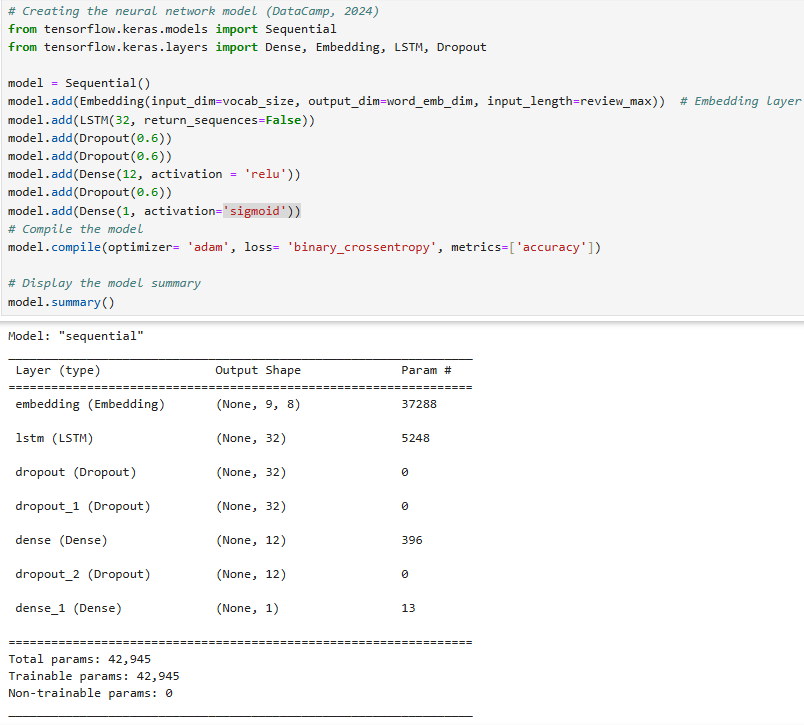 # Creating the neural network model (DataCamp, 2024)
from tensorflow.keras.models import Sequential
from tensorflow.keras.layers import Dense, Embedding, LSTM, Dropout
model = Sequential()
model.add(Embedding(input_dim=vocab_size, output_dim=word_emb_dim, input_length=review_max))  # Embedding layer
model.add(LSTM(32, return_sequences=False))
model.add(Dropout(0.6))
model.add(Dropout(0.6))
model.add(Dense(12, activation = 'relu'))
model.add(Dropout(0.6))
model.add(Dense(1, activation='sigmoid'))
# Compile the model
model.compile(optimizer= 'adam', loss= 'binary_crossentropy', metrics=['accuracy'])
# Display the model summary
model.summary()
Model: "sequential"
Layer (type) Output Shape Param #
embedding (Embedding) (None, 9, 8) 37288
lstm (LSTM) (None, 32) 5248
dropout (Dropout) (None, 32) 0
dropout_1 (Dropout) (None, 32) 0
dense (Dense) (None, 12) 396
dropout_2 (Dropout) (None, 12) 0
dense_1 (Dense) (None, 1) 13
Total params: 42,945
Trainable params: 42,945
Non-trainable params: 0